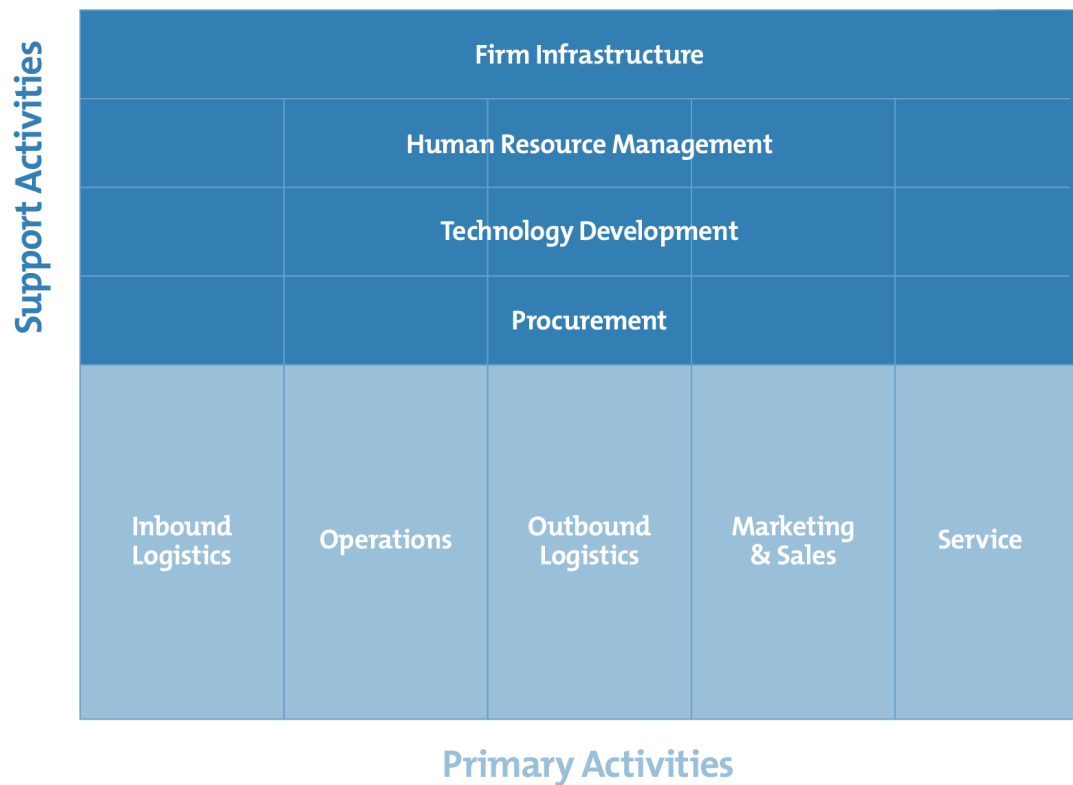 Support Activities
Firm Infrastructure
Human Resource Management
Technology Development
Procurement
Inbound
Logistics
Operations
Outbound
Logistics
Marketing
& Sales
Service
Primary Activities